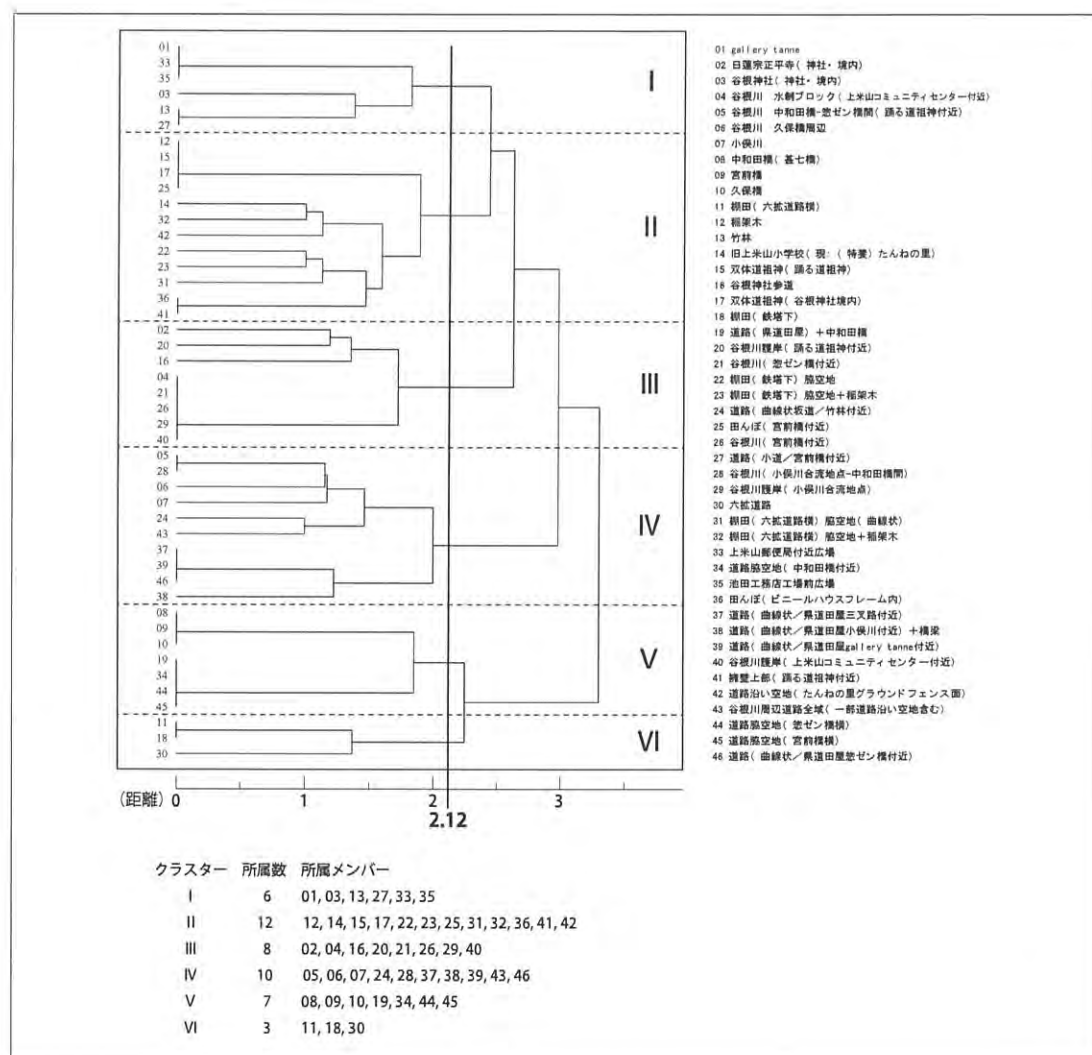 01
33
35
03
13
27
I
12
15
17
25
14
32
42
22
23
31
36
41
II
02
20
16
04
21
26
29
40
III
05
28
06
07
24
43
37
39
46
38
IV
08
09
10
19
34
44
45
V
11
18
30
VI
(距離) 0 1 2 3
2.12
01 gallery tanne
02 日蓮宗正平寺( 神社・境内)
03 谷根神社( 神社・境内)
04 谷根川 水制ブロック( 上米山コミュニティセンター付近)
05 谷根川 中和田橋-惣ゼン橋間( 踊る道祖神付近)
06 谷根川 久保橋周辺
07 小俣川
08 中和田橋( 甚七橋)
09 宮前橋
10 久保橋
11 棚田( 六拡道路横)
12 稲架木
13 竹林
14 旧上米山小学校( 現:( 特養) たんねの里)
15 双体道祖神( 踊る道祖神)
16 谷根神社参道
17 双体道祖神( 谷根神社境内)
18 棚田( 鉄塔下)
19 道路( 県道田屋) +中和田橋
20 谷根川護岸( 踊る道祖神付近)
21 谷根川( 惣ゼン橋付近)
22 棚田( 鉄塔下) 脇空地
23 棚田( 鉄塔下) 脇空地+稲架木
24 道路( 曲線状坂道/竹林付近)
25 田んぼ( 宮前橋付近)
26 谷根川( 宮前橋付近)
27 道路( 小道/宮前橋付近)
28 谷根川( 小俣川合流地点-中和田橋間)
29 谷根川護岸( 小俣川合流地点)
30 六拡道路
31 棚田( 六拡道路横) 脇空地( 曲線状)
32 棚田( 六拡道路横) 脇空地+稲架木
33 上米山郵便局付近広場
34 道路脇空地( 中和田橋付近)
35 池田工務店工場前広場
36 田んぼ( ビニールハウスフレーム内)
37 道路( 曲線状/県道田屋三叉路付近)
38 道路( 曲線状/県道田屋小俣川付近) +橋梁
39 道路( 曲線状/県道田屋gallery tanne付近)
40 谷根川護岸( 上米山コミュニティセンター付近)
41 擁壁上部( 踊る道祖神付近)
42 道路沿い空地( たんねの里グラウンドフェンス面)
43 谷根川周辺道路全域( 一部道路沿い空地含む)
44 道路脇空地( 惣ゼン橋横)
45 道路脇空地( 宮前橋横)
46 道路( 曲線状/県道田屋惣ゼン橋付近)
クラスター 所属数 所属メンバー
I 6 01, 03, 13, 27, 33, 35
II 12 12, 14, 15, 17, 22, 23, 25, 31, 32, 36, 41, 42
III 8 02, 04, 16, 20, 21, 26, 29, 40
IV 10 05, 06, 07, 24, 28, 37, 38, 39, 43, 46
V 7 08, 09, 10, 19, 34, 44, 45
VI 3 11, 18, 30